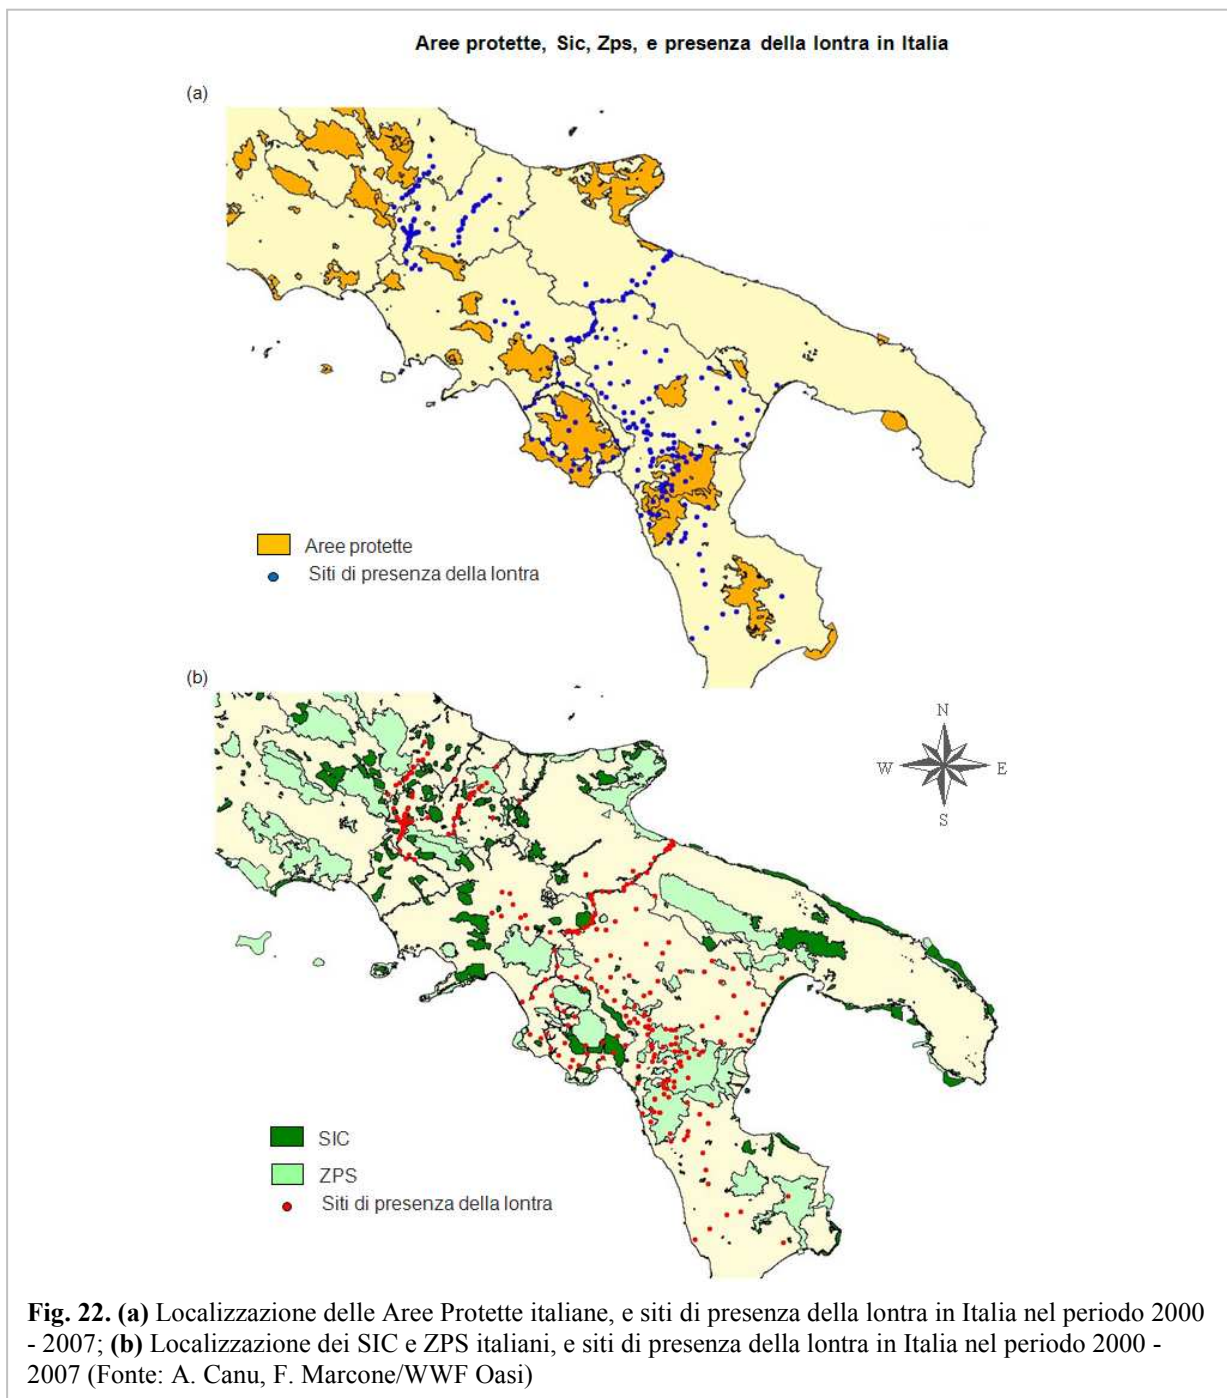 Aree protette, Sic, Zps, e presenza della lontra in Italia
(a)
Aree protette
Siti di presenza della lontra
(b)
N
W
E
S
SIC
ZPS
Siti di presenza della lontra
Fig. 22. (a) Localizzazione delle Aree Protette italiane, e siti di presenza della lontra in Italia nel periodo 2000
- 2007; (b) Localizzazione dei SIC e ZPS italiani, e siti di presenza della lontra in Italia nel periodo 2000 -
2007 (Fonte: A. Canu, F. Marcone/WWF Oasi)